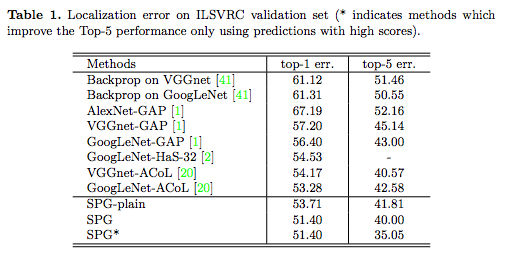 Table 1. Localization error on ILSVRC validation set (* indicates methods which
improve the Top-5 performance only using predictions with high scores).
Methods top-1 err. top-5 err.
Backprop on VGGnet [41] 61.12 51.46
Backprop on GoogLeNet [41] 61.31 50.55
AlexNet-GAP [1] 67.19 52.16
VGGnet-GAP [1] 57.20 45.14
GoogLeNet-GAP [1] 56.40 43.00
GoogLeNet-HaS-32 [2] 54.53 -
VGGnet-ACoL [20] 54.17 40.57
GoogLeNet-ACoL [20] 53.28 42.58
SPG-plain 53.71 41.81
SPG 51.40 40.00
SPG* 51.40 35.05